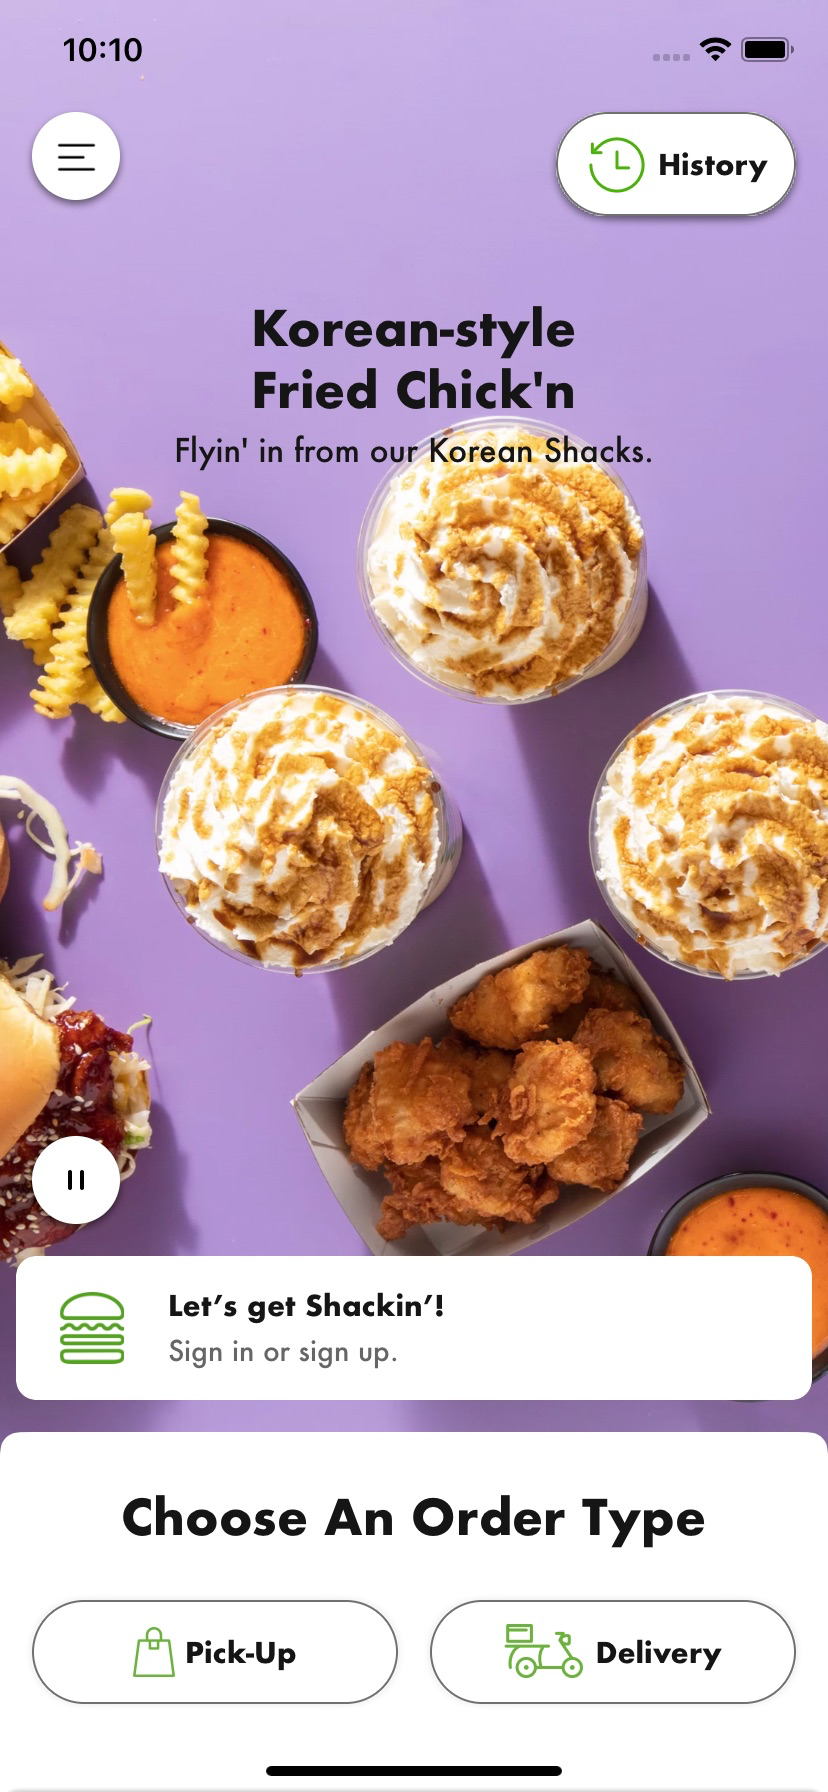 10:10
History
Korean-style
Fried Chick'n
Flyin' in from our Korean Shacks.
Let’s get Shackin’!
Sign in or sign up.
Choose An Order Type
Pick-Up
Delivery